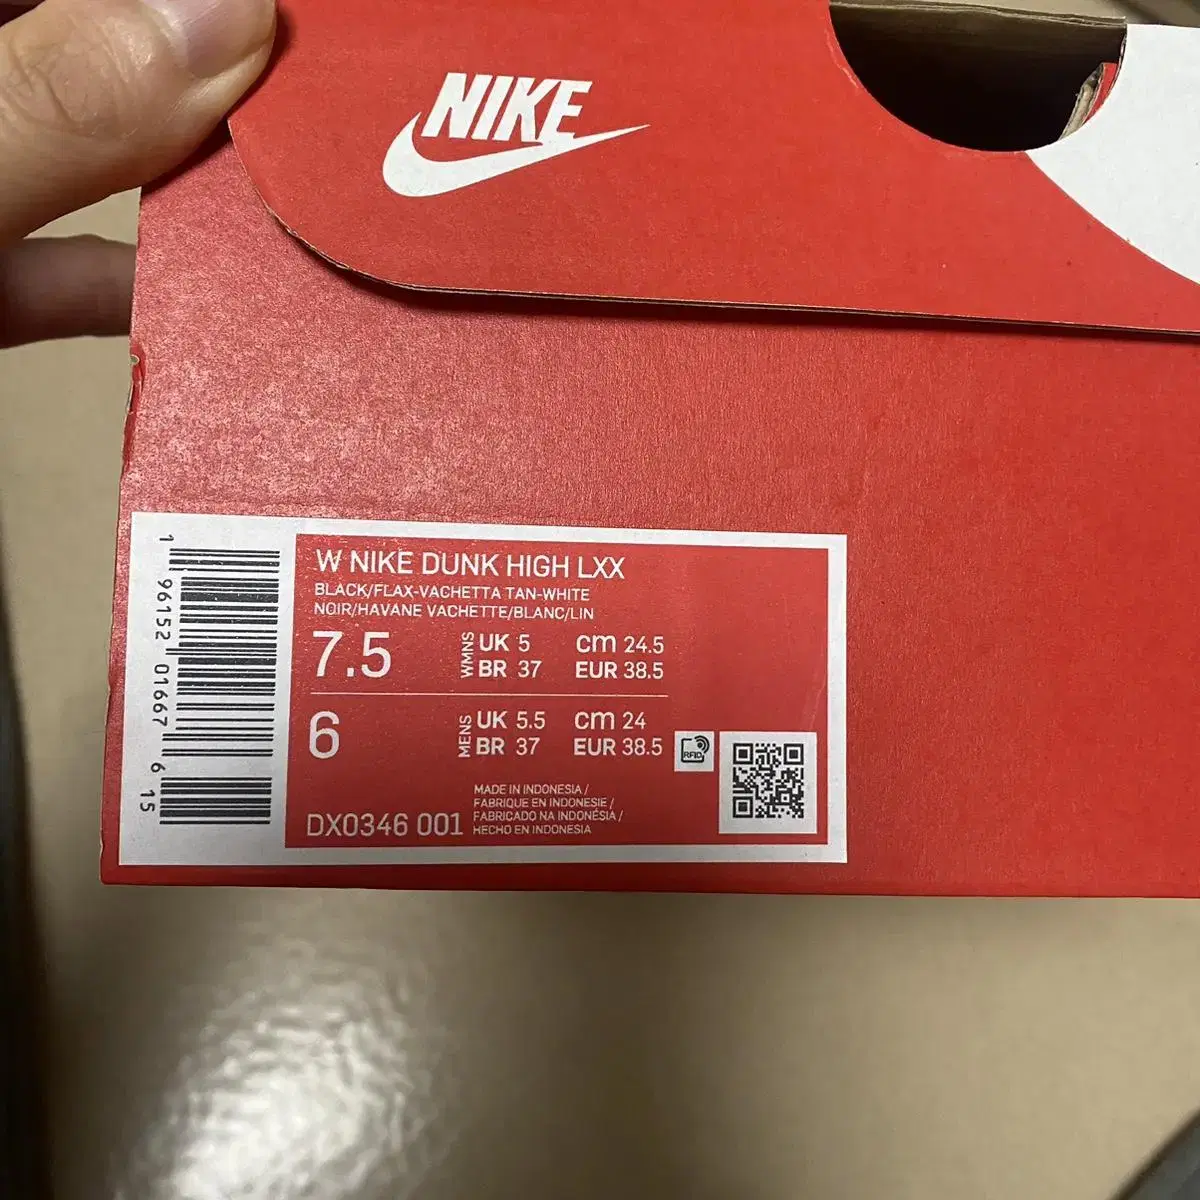 NIKE
W NIKE DUNK HIGH LXX
BLACK/FLAX-VACHETTA TAN-WHITE
NOIR/HAVANE VACHETTE/BLANC/LIN
7.5 WMNS UK 5 cm 24.5
BR 37 EUR 38.5
6 MENS UK 5.5 cm 24
BR 37 EUR 38.5
RFID
MADE IN INDONESIA /
FABRIQUE EN INDONESIE /
FABRICADO NA INDONÉSIA /
HECHO EN INDONESIA
DX0346 001
1 96152 01667 6 15